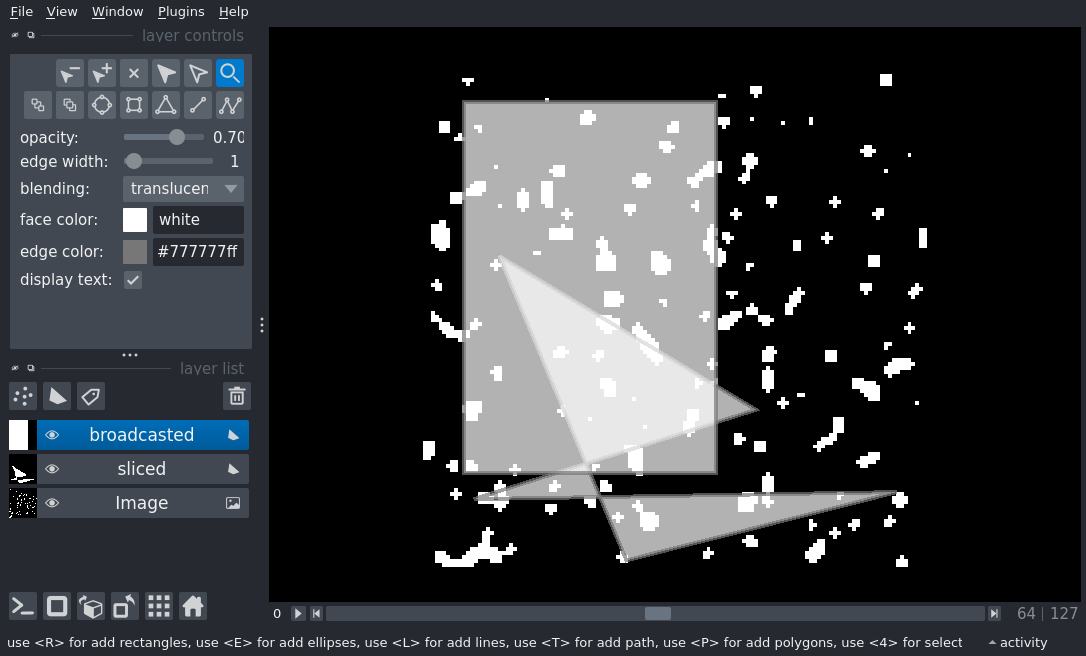 File View Window Plugins Help
layer controls
opacity: 0.70
edge width: 1
blending: translucen
face color: white
edge color: #777777ff
display text:
layer list
broadcasted
sliced
Image
0 64 127
use <R> for add rectangles, use <E> for add ellipses, use <L> for add lines, use <T> for add path, use <P> for add polygons, use <4> for select activity